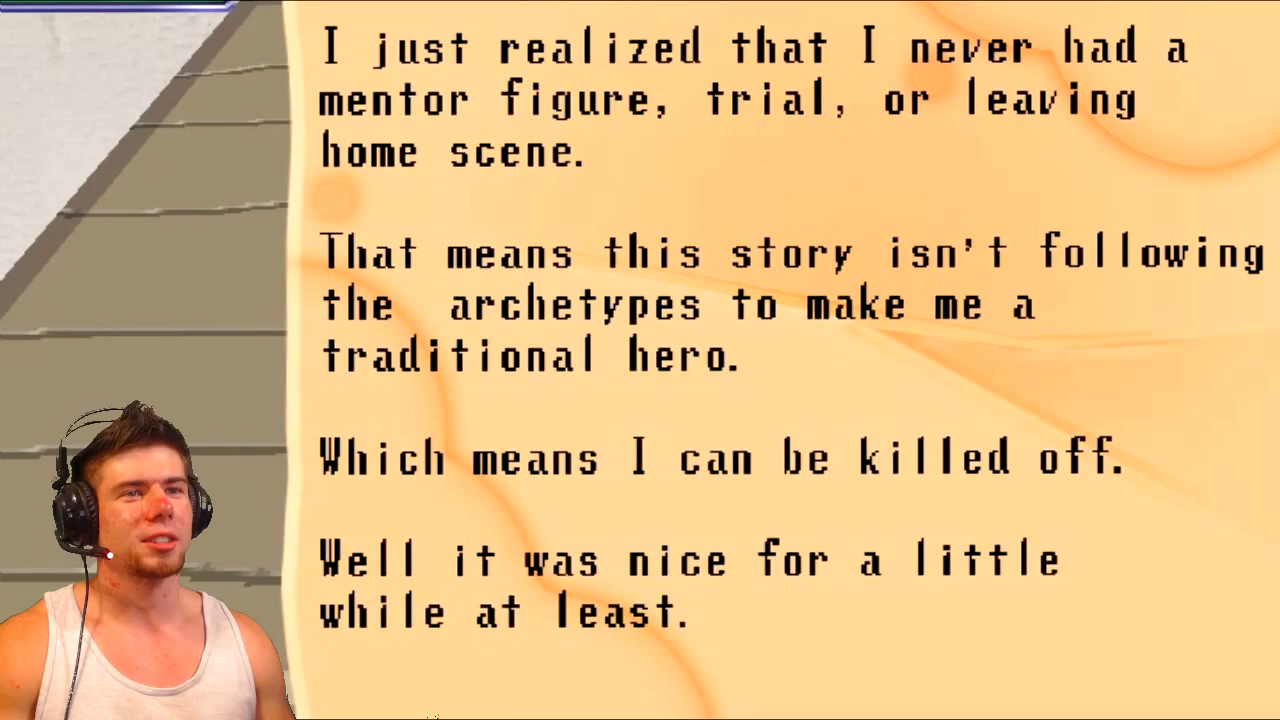 I just realized that I never had a
mentor figure, trial, or leaving
home scene.
That means this story isn't following
the  archetypes to make me a
traditional hero.
Which means I can be killed off.
Well it was nice for a little
while at least.